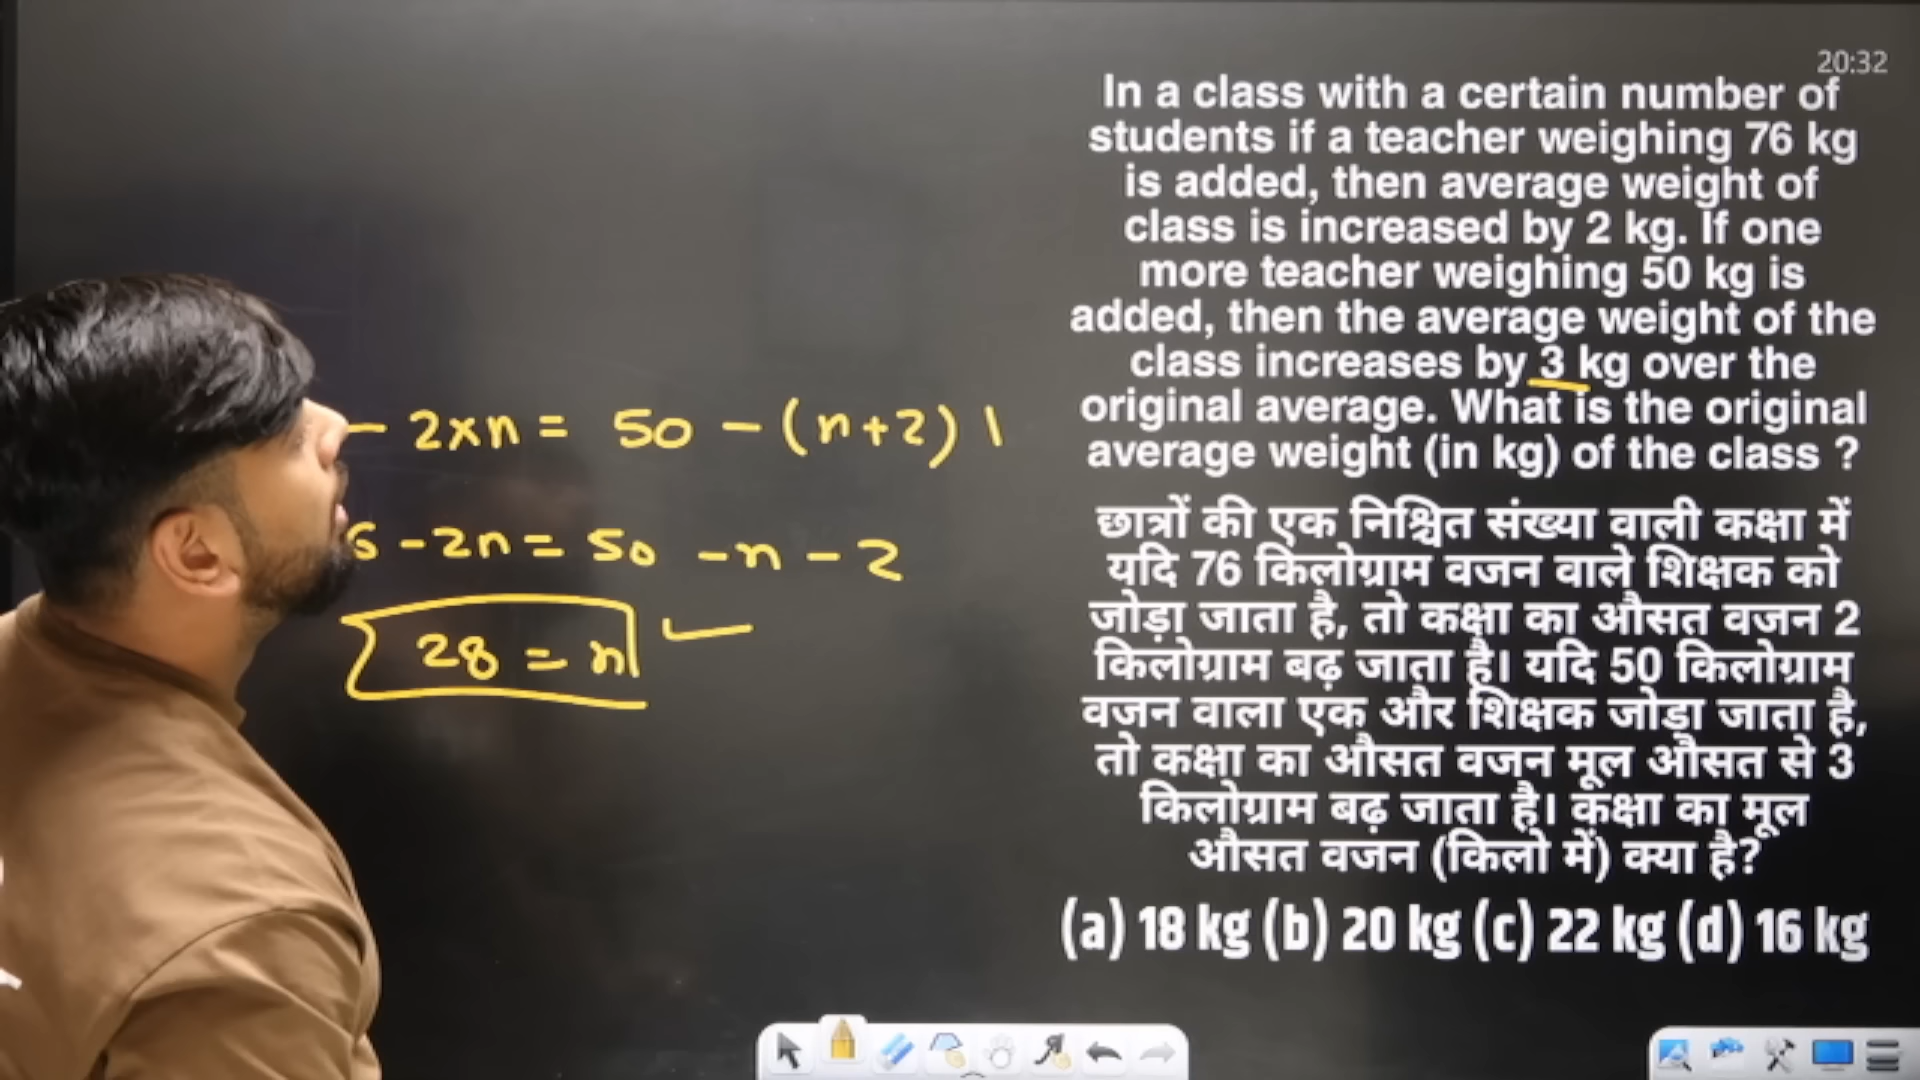 20:32
In a class with a certain number of
students if a teacher weighing 76 kg
is added, then average weight of
class is increased by 2 kg. If one
more teacher weighing 50 kg is
added, then the average weight of the
class increases by 3 kg over the
original average. What is the original
average weight (in kg) of the class ?
छात्रों की एक निश्चित संख्या वाली कक्षा में
यदि 76 किलोग्राम वजन वाले शिक्षक को
जोड़ा जाता है, तो कक्षा का औसत वजन 2
किलोग्राम बढ़ जाता है। यदि 50 किलोग्राम
वजन वाला एक और शिक्षक जोड़ा जाता है,
तो कक्षा का औसत वजन मूल औसत से 3
किलोग्राम बढ़ जाता है। कक्षा का मूल
औसत वजन (किलो में) क्या है?
(a) 18 kg (b) 20 kg (c) 22 kg (d) 16 kg
- 2xn = 50 - (n+2) 1
6 - 2n = 50 - n - 2
28 = n